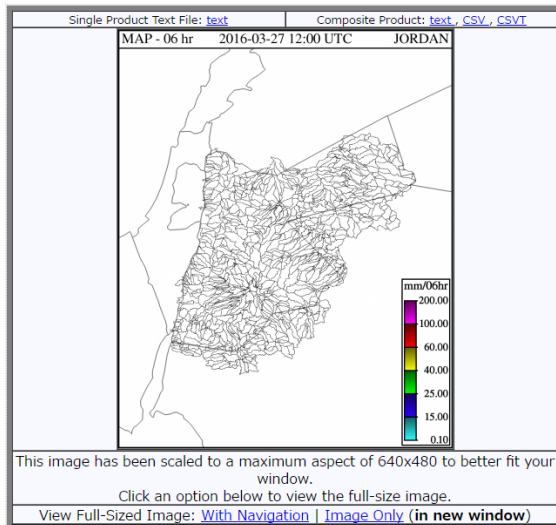 Single Product Text File: text
Composite Product: text , CSV , CSVT
MAP - 06 hr 2016-03-27 12:00 UTC JORDAN
mm/06hr
200.00
100.00
60.00
40.00
25.00
15.00
0.10
This image has been scaled to a maximum aspect of 640x480 to better fit your
window.
Click an option below to view the full-size image.
View Full-Sized Image: With Navigation | Image Only (in new window)